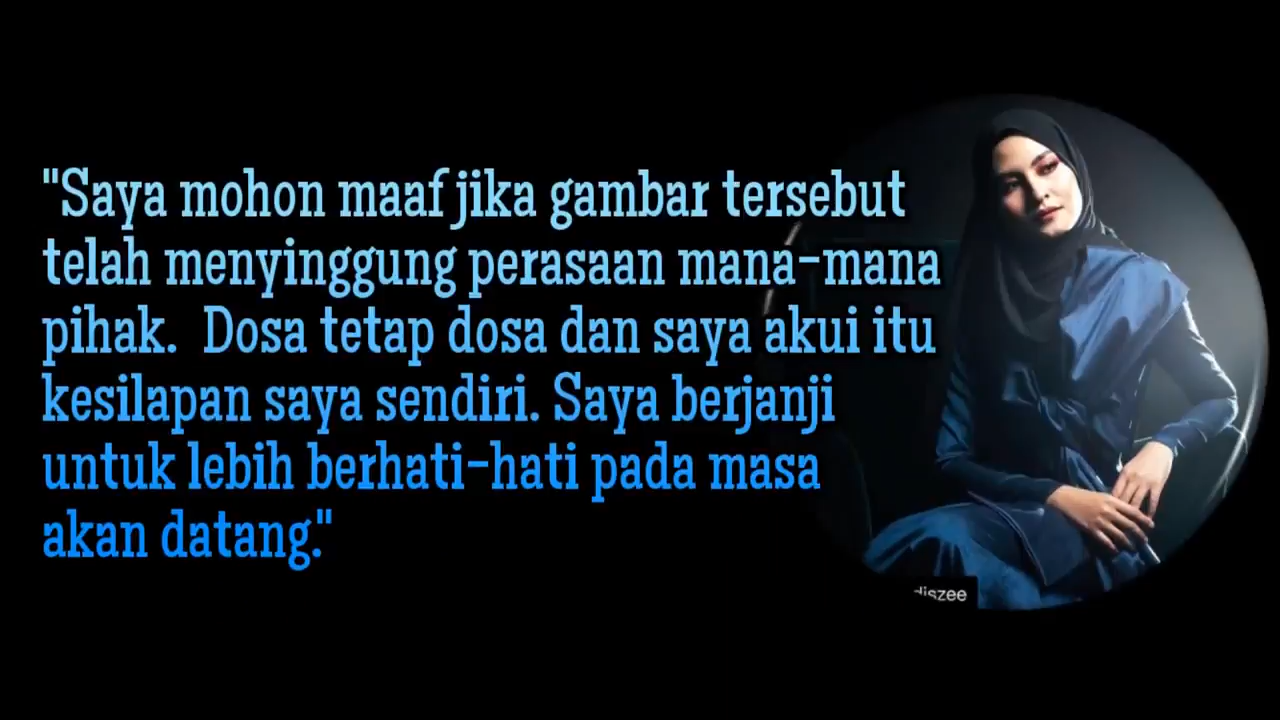 "Saya mohon maaf jika gambar tersebut
telah menyinggung perasaan mana-mana
pihak.  Dosa tetap dosa dan saya akui itu
kesilapan saya sendiri. Saya berjanji
untuk lebih berhati-hati pada masa
akan datang."